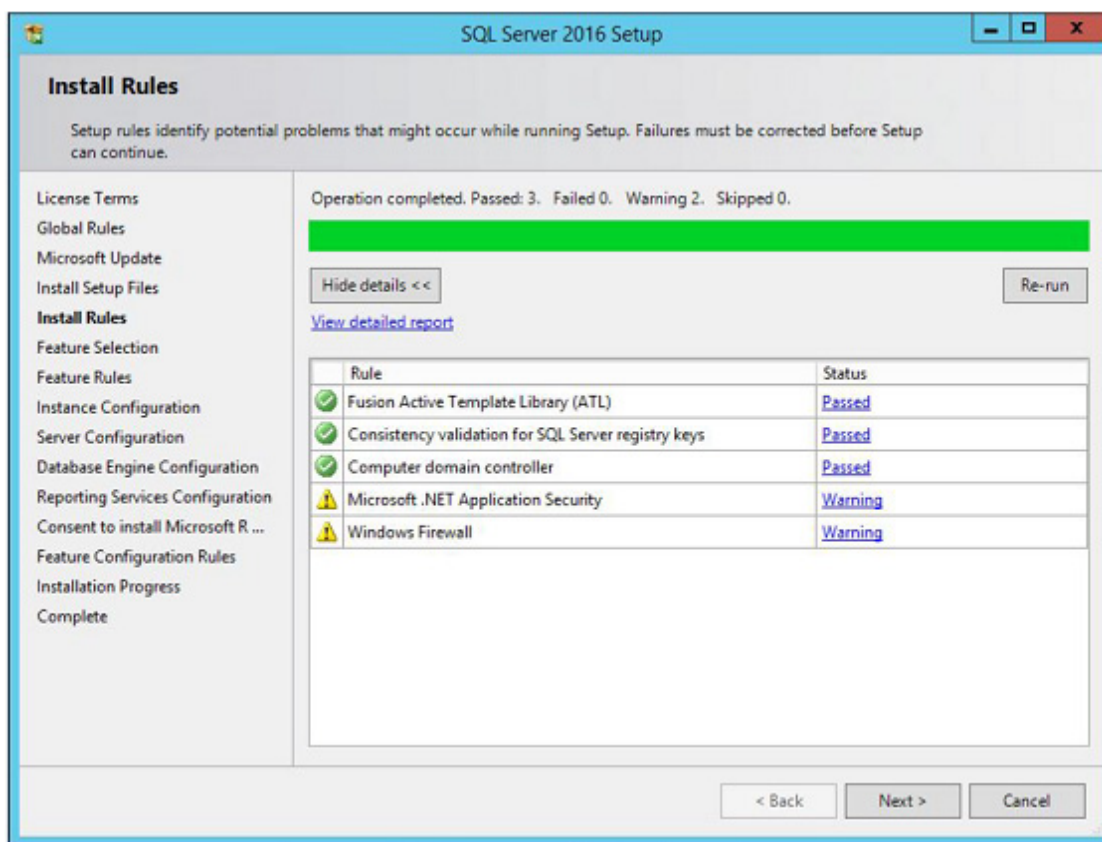 SQL Server 2016 Setup
Install Rules
Setup rules identify potential problems that might occur while running Setup. Failures must be corrected before Setup
can continue.
License Terms
Global Rules
Microsoft Update
Install Setup Files
Install Rules
Feature Selection
Feature Rules
Instance Configuration
Server Configuration
Database Engine Configuration
Reporting Services Configuration
Consent to install Microsoft R ...
Feature Configuration Rules
Installation Progress
Complete
Operation completed. Passed: 3. Failed 0. Warning 2. Skipped 0.
Hide details <<
Re-run
View detailed report
Rule Status
Fusion Active Template Library (ATL) Passed
Consistency validation for SQL Server registry keys Passed
Computer domain controller Passed
Microsoft .NET Application Security Warning
Windows Firewall Warning
< Back Next > Cancel